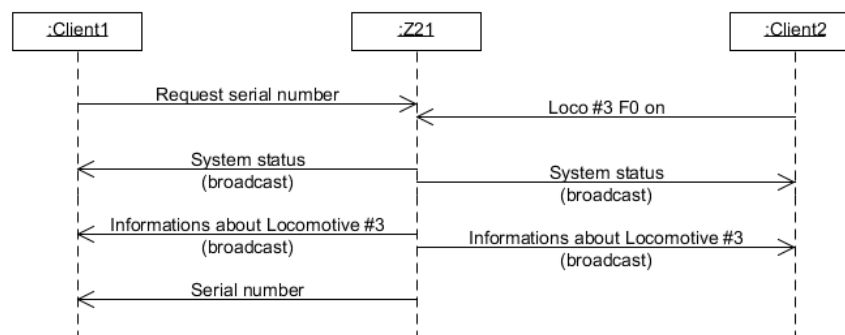 :Client1
:Z21
:Client2
Request serial number
Loco #3 F0 on
System status
(broadcast)
System status
(broadcast)
Informations about Locomotive #3
(broadcast)
Informations about Locomotive #3
(broadcast)
Serial number